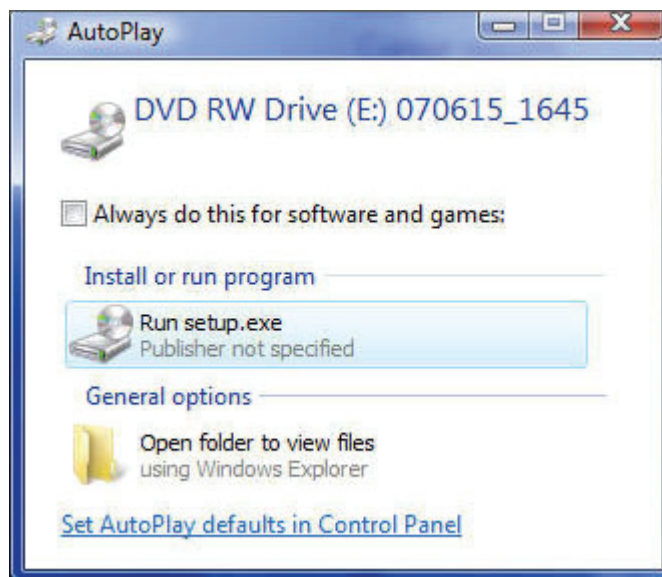 AutoPlay
DVD RW Drive (E:) 070615_1645
Always do this for software and games:
Install or run program
Run setup.exe
Publisher not specified
General options
Open folder to view files
using Windows Explorer
Set AutoPlay defaults in Control Panel